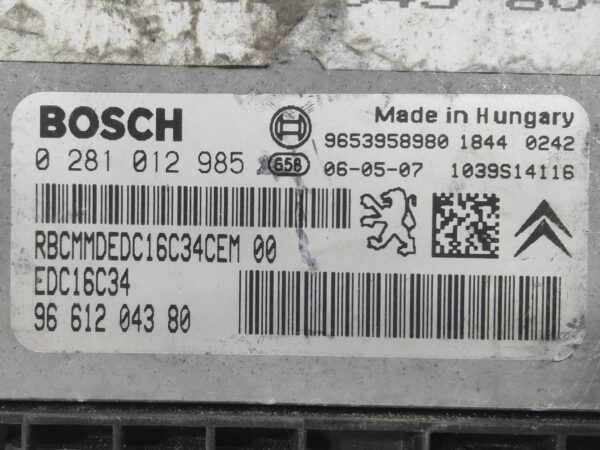 BOSCH
Made in Hungary
9653958980 1844 0242
0 281 012 985 658 06-05-07 1039S14116
RBCMMDEDC16C34CEM 00
EDC16C34
96 612 043 80